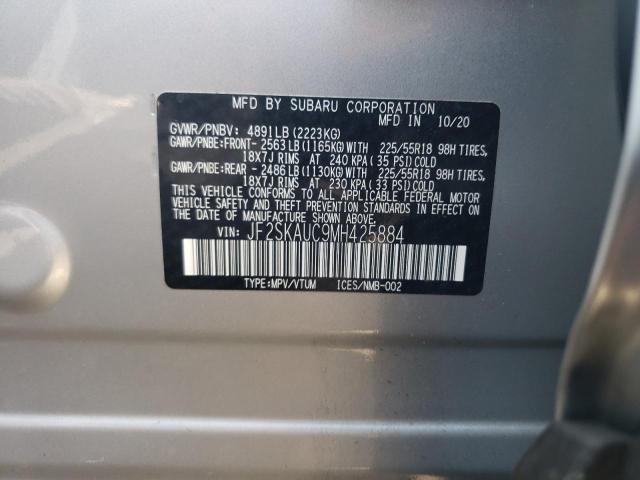 MFD BY SUBARU CORPORATION
MFD IN 10/20
GVWR/PNBV: 4891LB (2223KG)
GAWR/PNBE:FRONT- 2563LB (1165KG)WITH 225/55R18 98H TIRES,
18X7J RIMS AT 240 KPA (35 PSI)COLD
GAWR/PNBE:REAR - 2486LB (1130KG)WITH 225/55R18 98H TIRES,
18X7J RIMS AT 230 KPA (33 PSI)COLD
THIS VEHICLE CONFORMS TO ALL APPLICABLE FEDERAL MOTOR
VEHICLE SAFETY, BUMPER, AND THEFT PREVENTION STANDARDS
IN EFFECT ON THE DATE OF MANUFACTURE SHOWN ABOVE.
VIN: JF2SKAUC9MH425884
TYPE:MPV/VTUM ICES/NMB-002